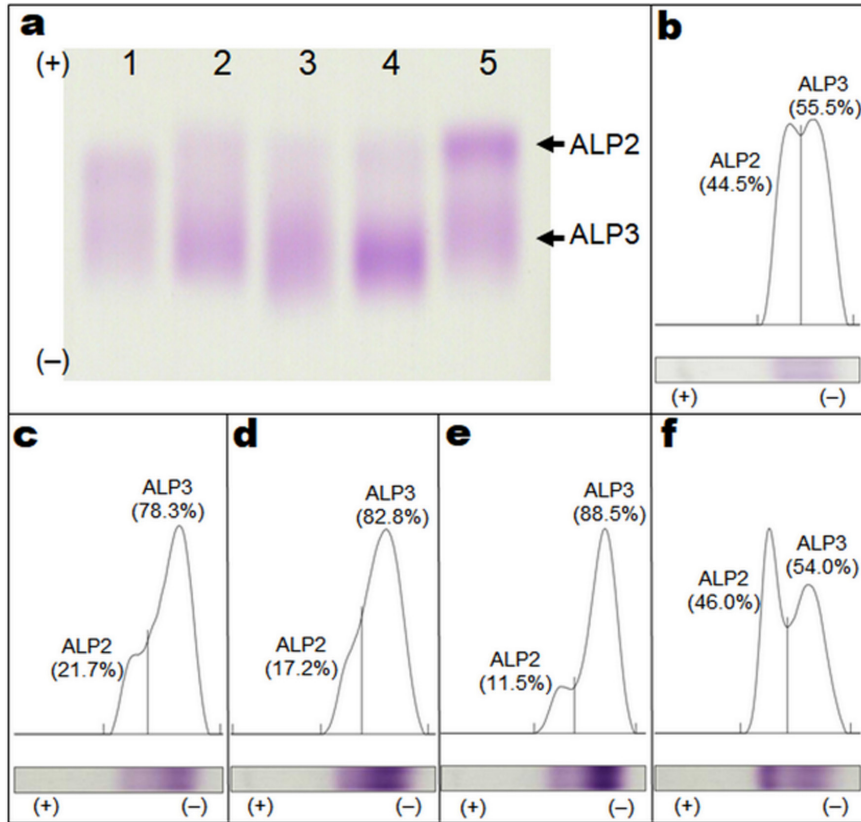 a
(+) 1 2 3 4 5
ALP2
ALP3
(–)
b
ALP3
(55.5%)
ALP2
(44.5%)
(+) (–)
c
ALP3
(78.3%)
ALP2
(21.7%)
(+) (–)
d
ALP3
(82.8%)
ALP2
(17.2%)
(+) (–)
e
ALP3
(88.5%)
ALP2
(11.5%)
(+) (–)
f
ALP3
(54.0%)
ALP2
(46.0%)
(+) (–)